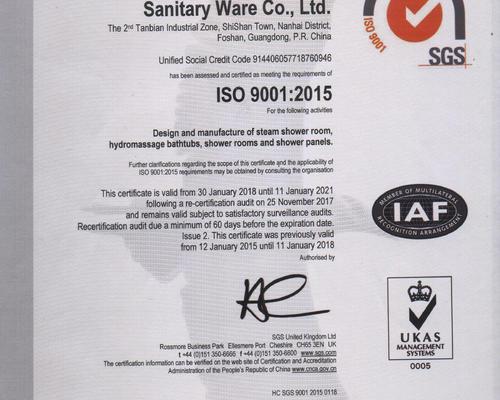 Sanitary Ware Co., Ltd.
The 2nd Tanbian Industrial Zone, ShiShan Town, Nanhai District,
Foshan, Guangdong, P.R. China
Unified Social Credit Code 914406057718760946
has been assessed and certified as meeting the requirements of
ISO 9001:2015
For the following activities
Design and manufacture of steam shower room,
hydromassage bathtubs, shower rooms and shower panels.
Further clarifications regarding the scope of this certificate and the applicability of
ISO 9001:2015 requirements may be obtained by consulting the organisation
This certificate is valid from 30 January 2018 until 11 January 2021
following a re-certification audit on 25 November 2017
and remains valid subject to satisfactory surveillance audits.
Recertification audit due a minimum of 60 days before the expiration date.
Issue 2. This certificate was previously valid
from 12 January 2015 until 11 January 2018
Authorised by
SGS United Kingdom Ltd
Rossmore Business Park Ellesmere Port Cheshire CH65 3EN UK
t +44 (0)151 350-6666 f +44 (0)151 350-6600 www.sgs.com
The certification information can be verified on the web site of Certification and Accreditation
Administration of the People's Republic of China www.cnca.gov.cn
HC SGS 9001 2015 0118
ISO 9001
SGS
MEMBER OF MULTILATERAL
IAF
RECOGNITION ARRANGEMENT
UKAS
MANAGEMENT
SYSTEMS
0005